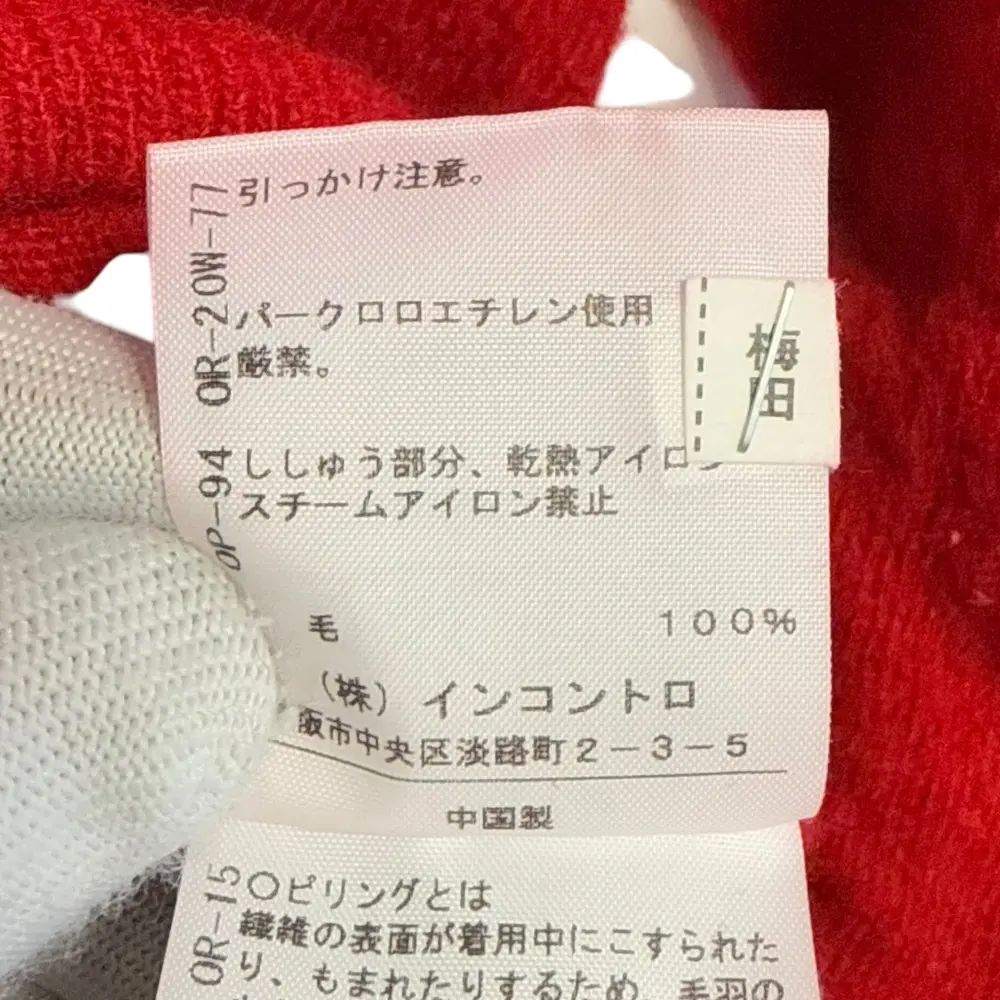 引っかけ注意。
パークロロエチレン使用
厳禁。
ししゅう部分、乾熱アイロン
スチームアイロン禁止
毛 100%
(株)インコントロ
阪市中央区淡路町2-3-5
中国製
OP-94 OR-20W-77
梅田
○ピリングとは
繊維の表面が着用中にこすられた
り、もまれたりするため、毛羽の
OR-15